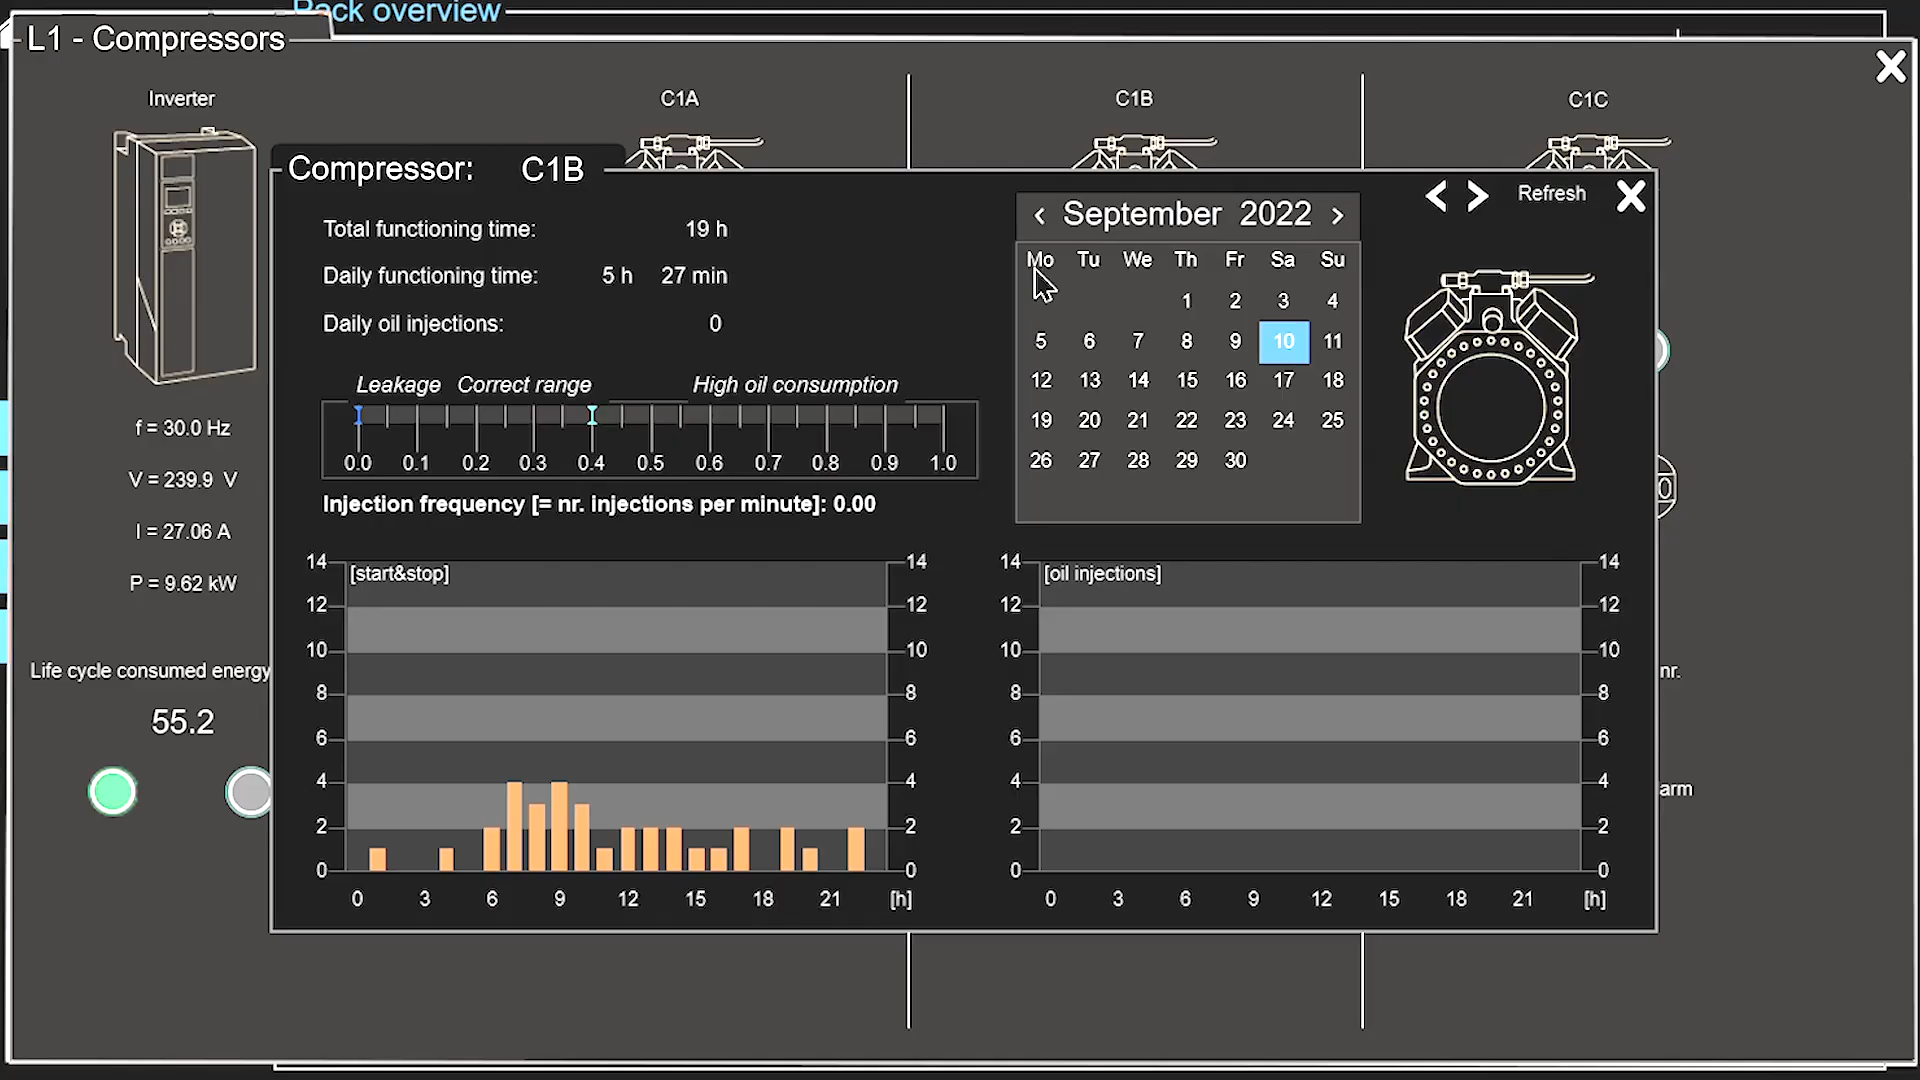 Pack overview
L1 - Compressors
Inverter
C1A
C1B
C1C
f = 30.0 Hz
V = 239.9 V
I = 27.06 A
P = 9.62 kW
Life cycle consumed energy
55.2
Compressor: C1B
Refresh
Total functioning time: 19 h
Daily functioning time: 5 h 27 min
Daily oil injections: 0
Leakage Correct range High oil consumption
0.0 0.1 0.2 0.3 0.4 0.5 0.6 0.7 0.8 0.9 1.0
Injection frequency [= nr. injections per minute]: 0.00
‹ September 2022 ›
Mo Tu We Th Fr Sa Su
1 2 3 4
5 6 7 8 9 10 11
12 13 14 15 16 17 18
19 20 21 22 23 24 25
26 27 28 29 30
[start&stop]
14 14
12 12
10 10
8 8
6 6
4 4
2 2
0 0
0 3 6 9 12 15 18 21 [h]
[oil injections]
14 14
12 12
10 10
8 8
6 6
4 4
2 2
0 0
0 3 6 9 12 15 18 21 [h]
0
nr.
arm